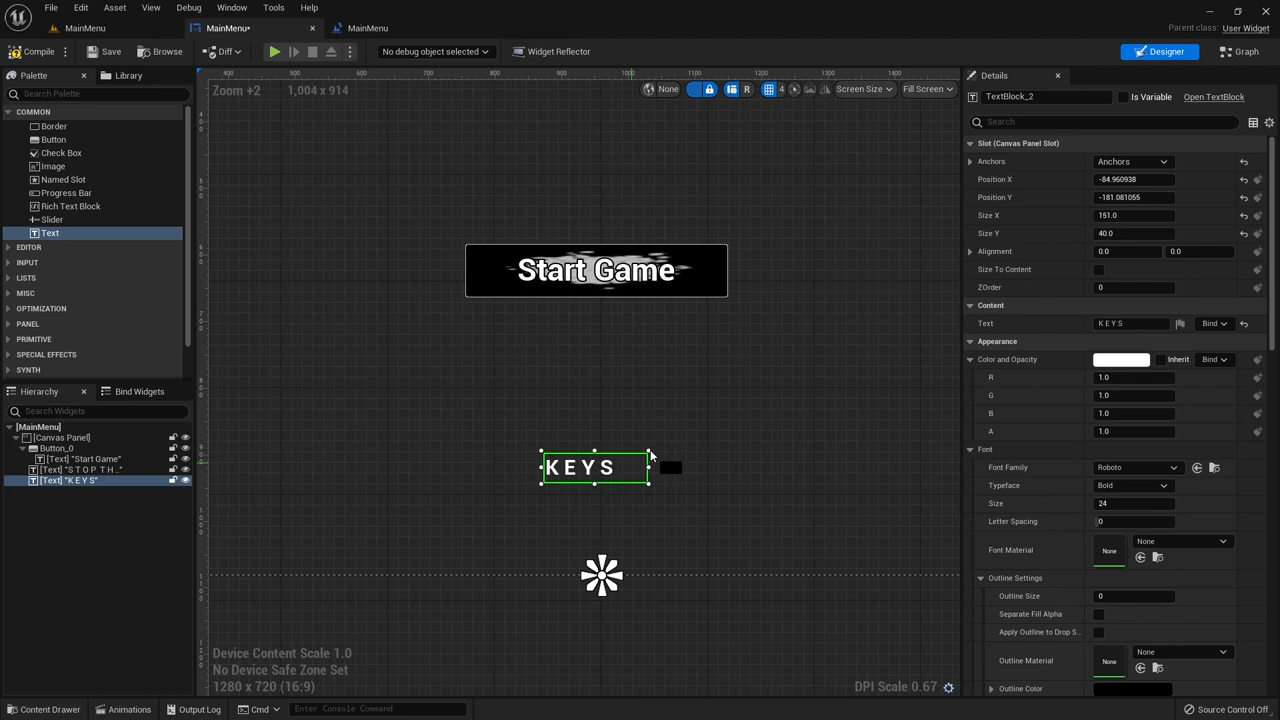 File Edit Asset View Debug Window Tools Help
MainMenu MainMenu• MainMenu Parent class: User Widget
Compile Save Browse Diff No debug object selected Widget Reflector Designer Graph
Palette Library
Search Palette
COMMON
Border
Button
Check Box
Image
Named Slot
Progress Bar
Rich Text Block
Slider
Text
EDITOR
INPUT
LISTS
MISC
OPTIMIZATION
PANEL
PRIMITIVE
SPECIAL EFFECTS
SYNTH
Hierarchy Bind Widgets
Search Widgets
[MainMenu]
[Canvas Panel]
Button_0
[Text] "Start Game"
[Text] "S T O P T H .."
[Text] "K E Y S"
400 500 600 700 800 900 1000 1100 1200 1300 1400
Zoom +2 1,004 x 914 None R 4 Screen Size Fill Screen
Start Game
K E Y S
Device Content Scale 1.0
No Device Safe Zone Set
1280 x 720 (16:9) DPI Scale 0.67
Details
TextBlock_2 Is Variable Open TextBlock
Search
Slot (Canvas Panel Slot)
Anchors Anchors
Position X -84.960938
Position Y -181.081055
Size X 151.0
Size Y 40.0
Alignment 0.0 0.0
Size To Content
ZOrder 0
Content
Text K E Y S Bind
Appearance
Color and Opacity Inherit Bind
R 1.0
G 1.0
B 1.0
A 1.0
Font
Font Family Roboto
Typeface Bold
Size 24
Letter Spacing 0
Font Material None None
Outline Settings
Outline Size 0
Separate Fill Alpha
Apply Outline to Drop S...
Outline Material None None
Outline Color
Content Drawer Animations Output Log Cmd Enter Console Command Source Control Off